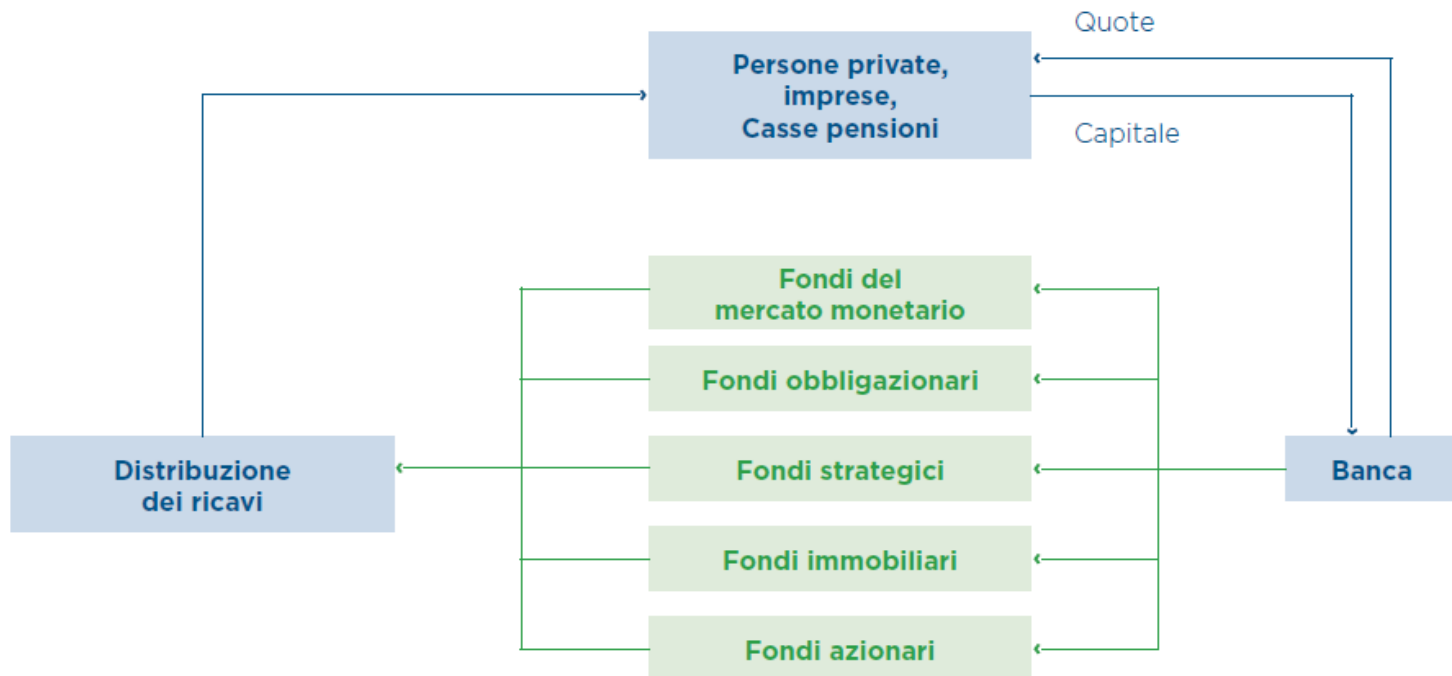 Quote
Persone private,
imprese,
Casse pensioni
Capitale
Fondi del
mercato monetario
Fondi obbligazionari
Distribuzione
dei ricavi
Fondi strategici
Banca
Fondi immobiliari
Fondi azionari